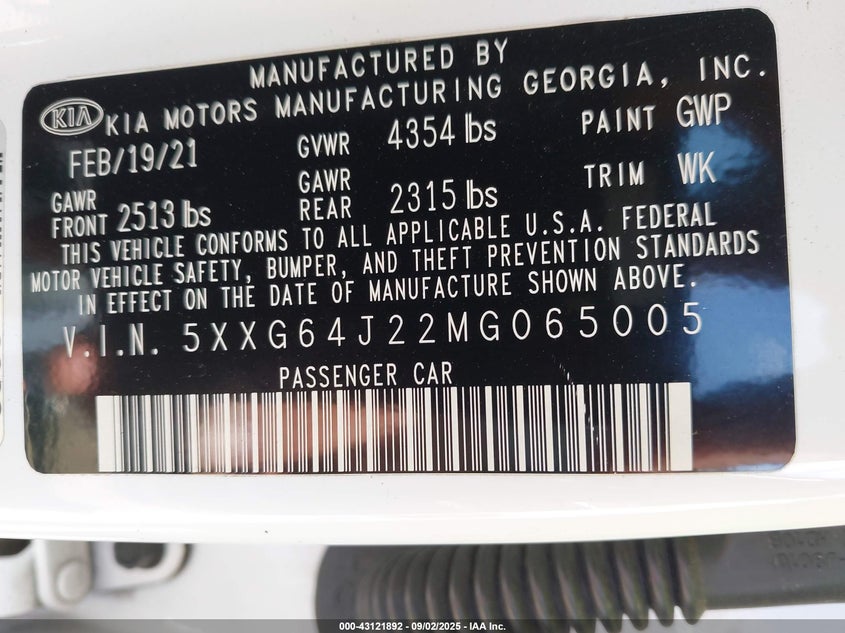 MANUFACTURED BY
KIA KIA MOTORS MANUFACTURING GEORGIA, INC.
FEB/19/21 GVWR 4354 lbs PAINT GWP
GAWR FRONT 2513 lbs GAWR REAR 2315 lbs TRIM WK
THIS VEHICLE CONFORMS TO ALL APPLICABLE U.S.A. FEDERAL
MOTOR VEHICLE SAFETY, BUMPER, AND THEFT PREVENTION STANDARDS
IN EFFECT ON THE DATE OF MANUFACTURE SHOWN ABOVE.
V.I.N. 5XXG64J22MG065005
PASSENGER CAR
000-43121892 - 09/02/2025 - IAA Inc.